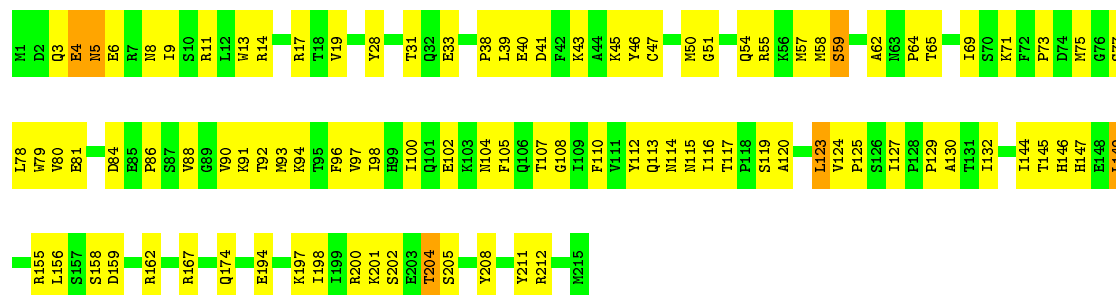 M1 D2 Q3 E4 N5 E6 R7 N8 I9 S10 R11 L12 W13 R14 R17 T18 V19 Y28 T31 Q32 E33 P38 L39 E40 D41 F42 K43 A44 K45 Y46 C47 M50 G51 Q54 R55 K56 M57 M58 S59 A62 N63 P64 T65 I69 S70 K71 F72 P73 D74 M75 G76
L78 W79 V80 E81 D84 E85 P86 S87 V88 G89 V90 K91 T92 M93 K94 T95 F96 V97 I98 H99 I100 Q101 E102 K103 N104 F105 Q106 T107 G108 I109 F110 V111 Y112 Q113 N114 N115 I116 T117 P118 S119 A120 L123 V124 P125 S126 I127 P128 P129 A130 T131 I132 I144 T145 H146 H147 E148
R155 L156 S157 S158 D159 R162 R167 Q174 E194 K197 I198 I199 R200 K201 S202 E203 T204 S205 Y208 Y211 R212 M215